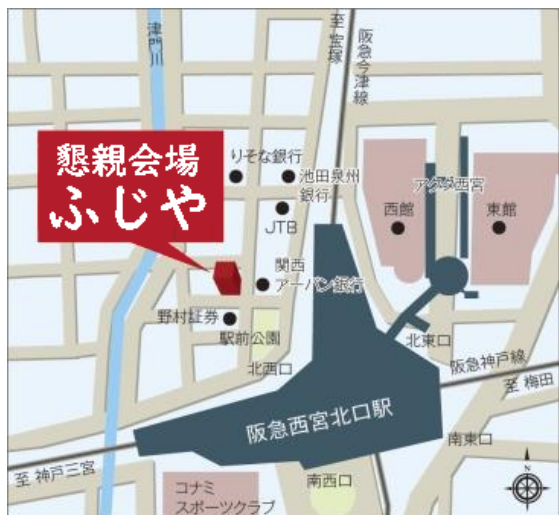 津門川
至 宝塚
阪急今津線
懇親会場
ふじや
りそな銀行
池田泉州
銀行
JTB
アクタ西宮
西館
東館
関西
アーバン銀行
野村証券
駅前公園
北西口
北東口
阪急神戸線
至 梅田
阪急西宮北口駅
南東口
至 神戸三宮
コナミ
スポーツクラブ
南西口
N